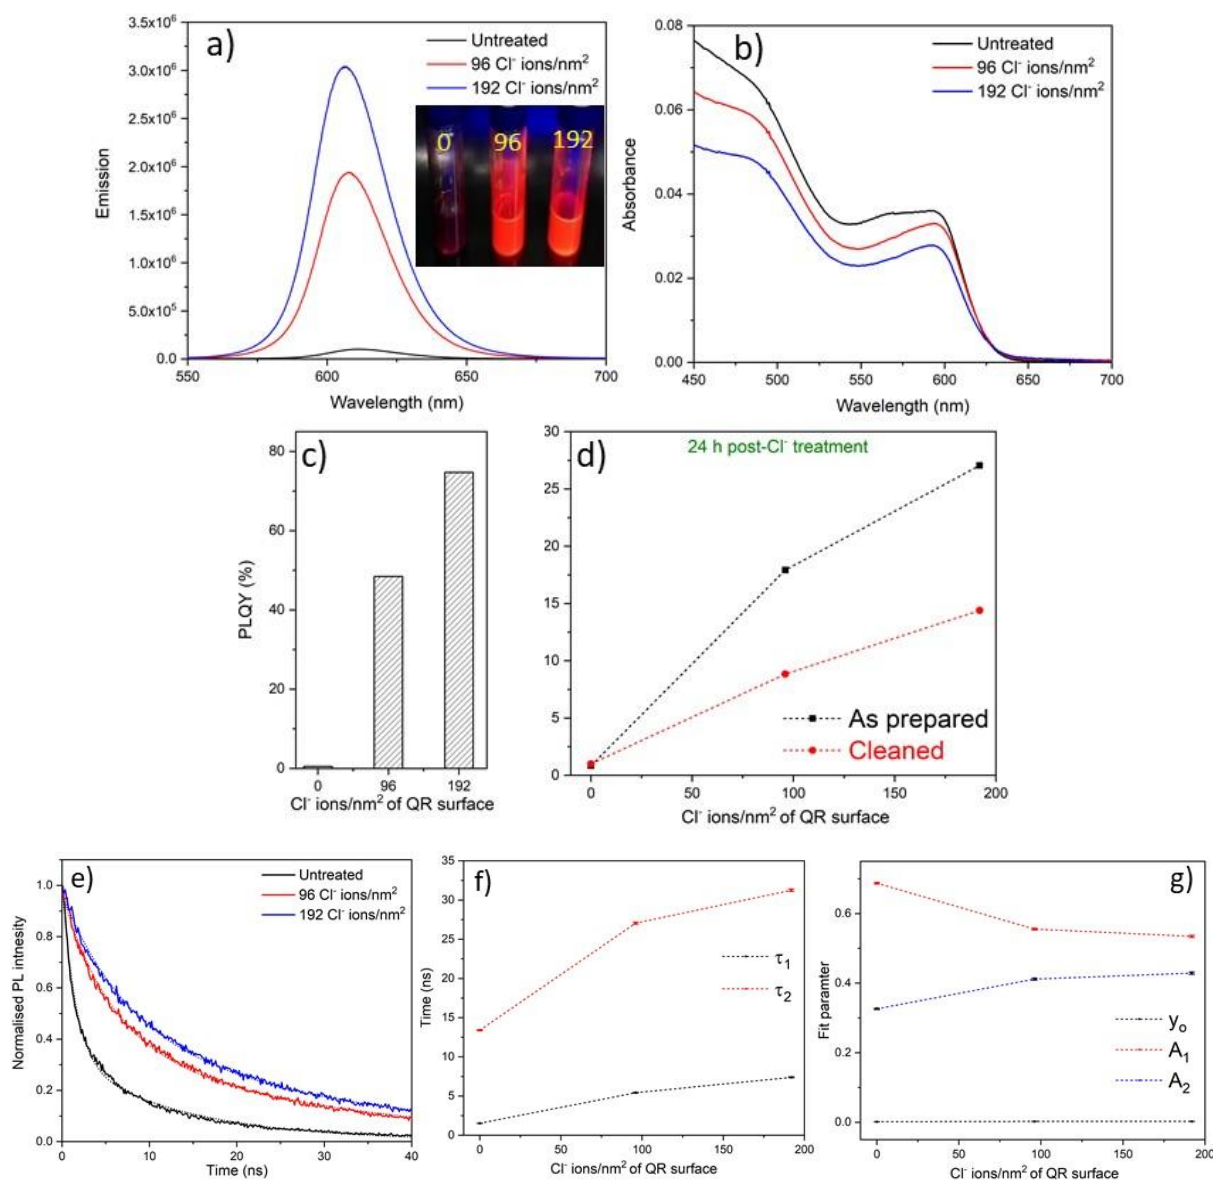 a)
Untreated
96 Cl⁻ ions/nm²
192 Cl⁻ ions/nm²
0 96 192
3.5x10⁶
3.0x10⁶
2.5x10⁶
2.0x10⁶
1.5x10⁶
1.0x10⁶
5.0x10⁵
0.0
Emission
550 600 650 700
Wavelength (nm)
b)
Untreated
96 Cl⁻ ions/nm²
192 Cl⁻ ions/nm²
0.08
0.06
0.04
0.02
0.00
Absorbance
450 500 550 600 650 700
Wavelength (nm)
c)
80
60
40
20
0
PLQY (%)
0 96 192
Cl⁻ ions/nm² of QR surface
d)
24 h post-Cl⁻ treatment
30
25
20
15
10
5
0
As prepared
Cleaned
0 50 100 150 200
Cl⁻ ions/nm² of QR surface
e)
Untreated
96 Cl⁻ ions/nm²
192 Cl⁻ ions/nm²
1.0
0.8
0.6
0.4
0.2
0.0
Normalised PL intnesity
0 10 20 30 40
Time (ns)
f)
35
30
25
20
15
10
5
0
Time (ns)
τ₁
τ₂
0 50 100 150 200
Cl⁻ ions/nm² of QR surface
g)
0.6
0.4
0.2
0.0
Fit paramter
yₒ
A₁
A₂
0 50 100 150 200
Cl⁻ ions/nm² of QR surface